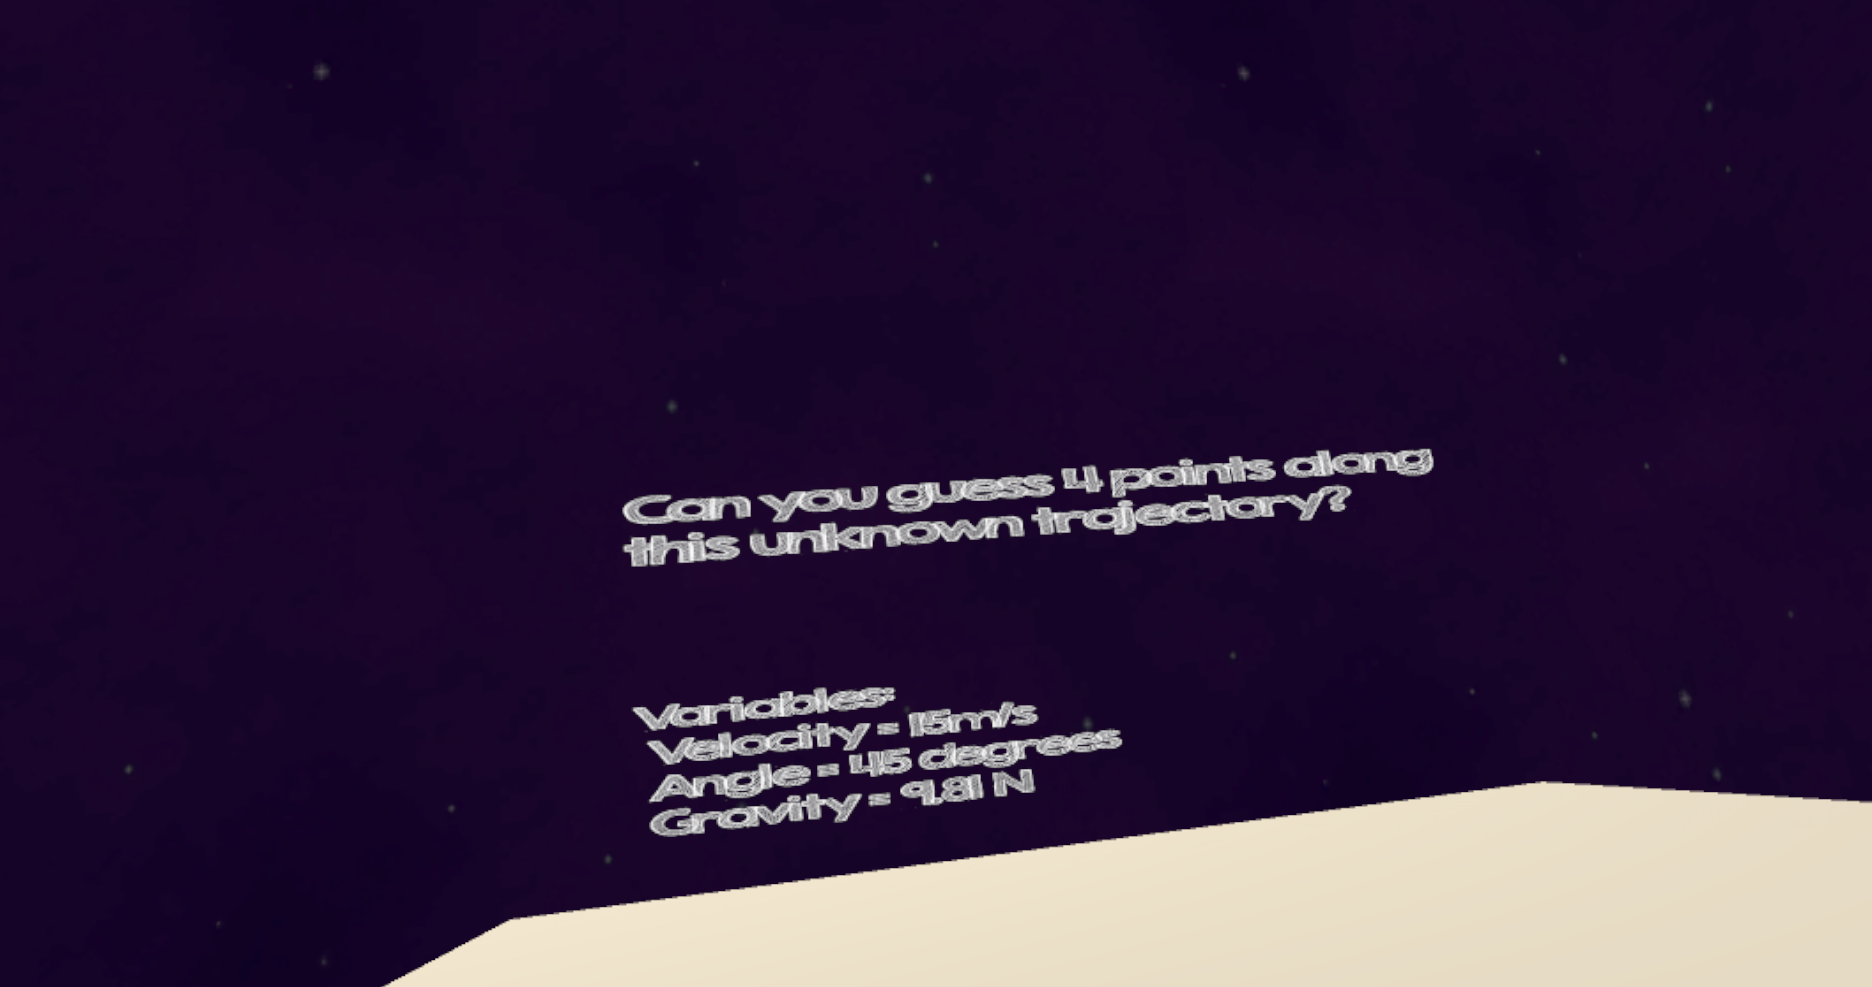 Can you guess 4 points along
this unknown trajectory?
Variables:
Velocity = 15m/s
Angle = 45 degrees
Gravity = 9.81 N